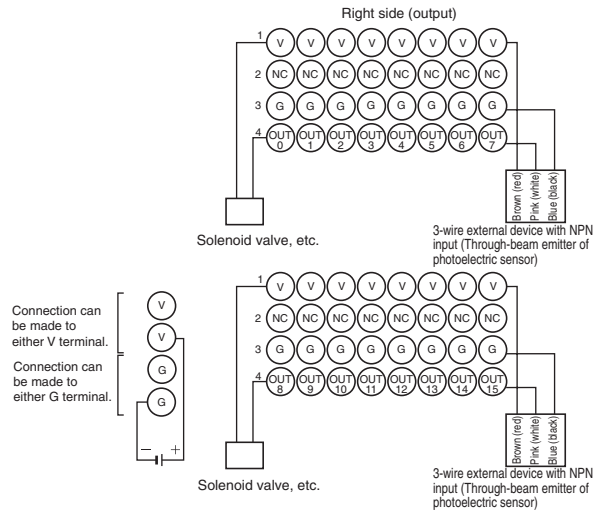 Right side (output)
1 V V V V V V V V
2 NC NC NC NC NC NC NC NC
3 G G G G G G G G
4 OUT 0 OUT 1 OUT 2 OUT 3 OUT 4 OUT 5 OUT 6 OUT 7
Brown (red)
Pink (white)
Blue (black)
Solenoid valve, etc.
3-wire external device with NPN
input (Through-beam emitter of
photoelectric sensor)
Connection can
be made to
either V terminal.
Connection can
be made to
either G terminal.
V
V
G
G
– +
1 V V V V V V V V
2 NC NC NC NC NC NC NC NC
3 G G G G G G G G
4 OUT 8 OUT 9 OUT 10 OUT 11 OUT 12 OUT 13 OUT 14 OUT 15
Brown (red)
Pink (white)
Blue (black)
Solenoid valve, etc.
3-wire external device with NPN
input (Through-beam emitter of
photoelectric sensor)